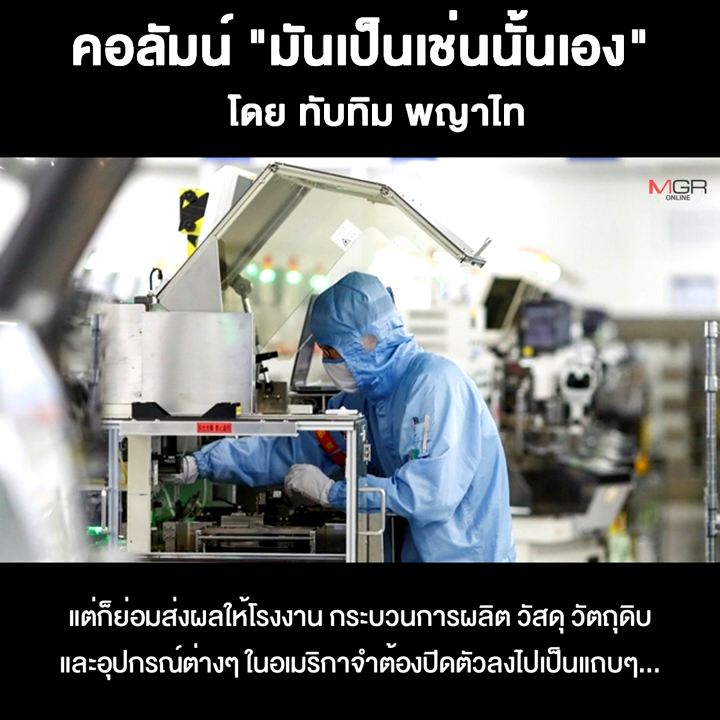 คอลัมน์ "มันเป็นเช่นนั้นเอง"
โดย ทับทิม พญาไท
MGR
ONLINE
แต่ก็ย่อมส่งผลให้โรงงาน กระบวนการผลิต วัสดุ วัตถุดิบ
และอุปกรณ์ต่างๆ ในอเมริกาจำต้องปิดตัวลงไปเป็นแถบๆ...